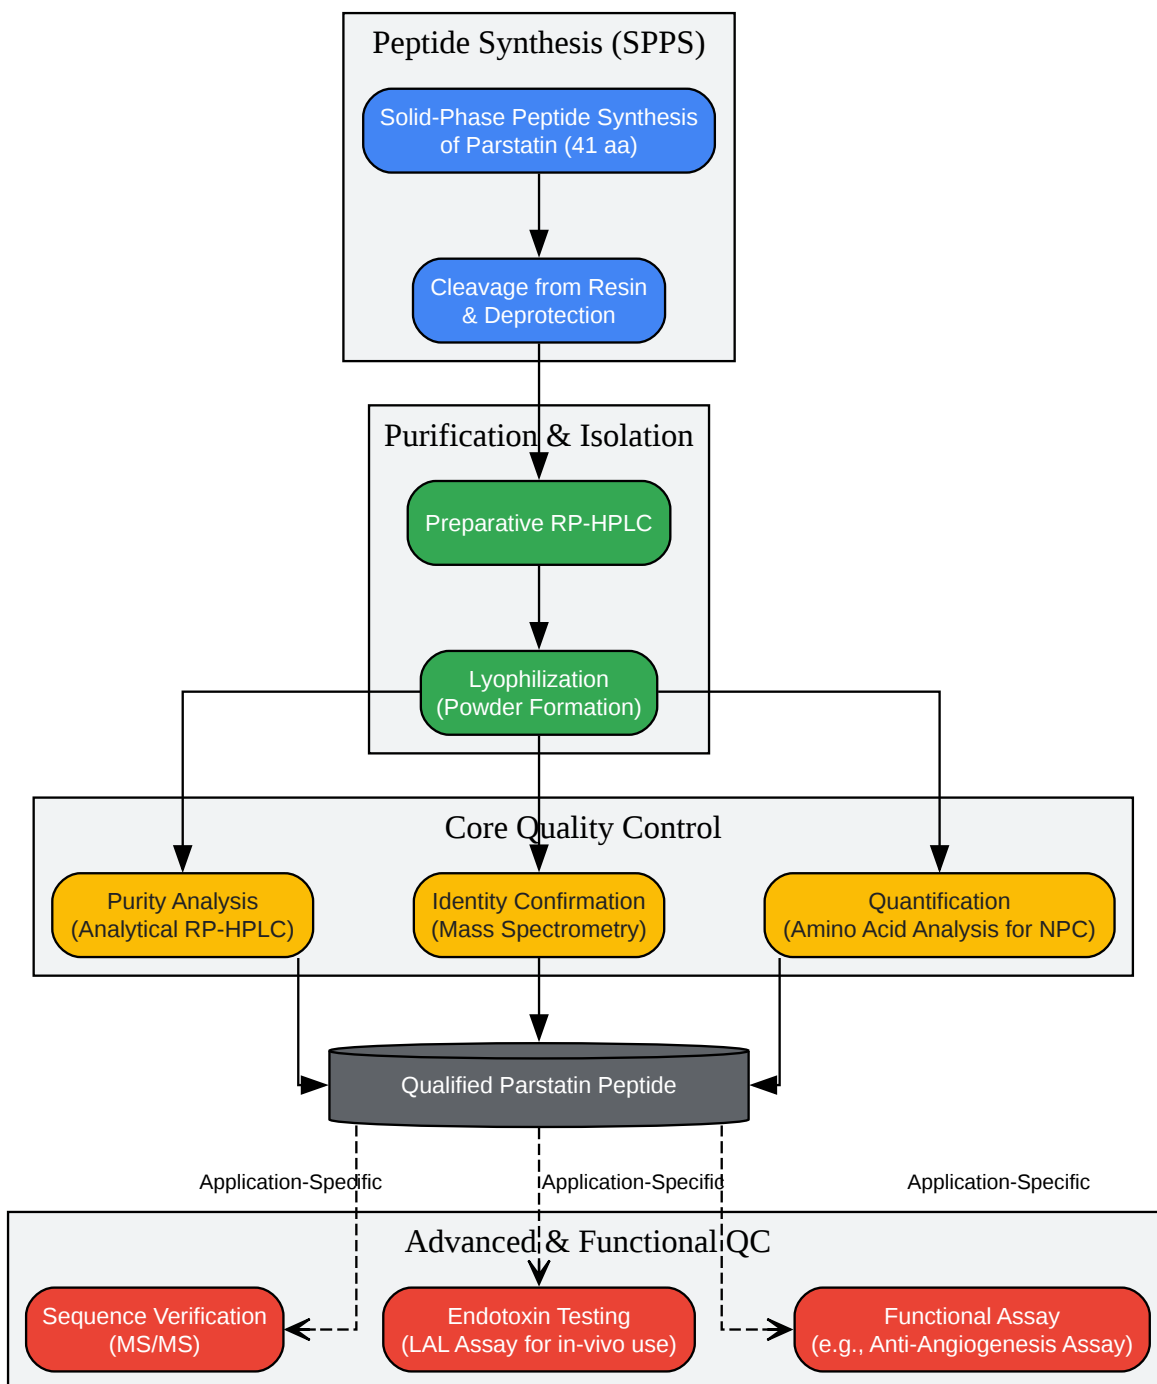 Peptide Synthesis (SPPS)
Solid-Phase Peptide Synthesis
of Parstatin (41 aa)
Cleavage from Resin
& Deprotection
Purification & Isolation
Preparative RP-HPLC
Lyophilization
(Powder Formation)
Core Quality Control
Purity Analysis
(Analytical RP-HPLC)
Identity Confirmation
(Mass Spectrometry)
Quantification
(Amino Acid Analysis for NPC)
Qualified Parstatin Peptide
Application-Specific
Application-Specific
Application-Specific
Advanced & Functional QC
Sequence Verification
(MS/MS)
Endotoxin Testing
(LAL Assay for in-vivo use)
Functional Assay
(e.g., Anti-Angiogenesis Assay)